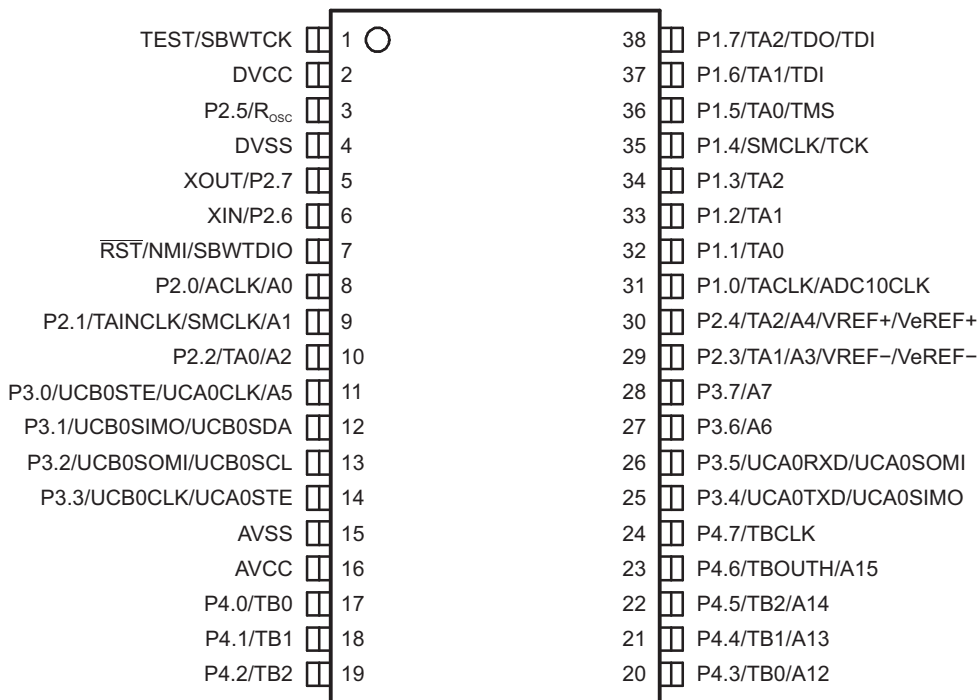 TEST/SBWTCK 1 38 P1.7/TA2/TDO/TDI
DVCC 2 37 P1.6/TA1/TDI
P2.5/Rosc 3 36 P1.5/TA0/TMS
DVSS 4 35 P1.4/SMCLK/TCK
XOUT/P2.7 5 34 P1.3/TA2
XIN/P2.6 6 33 P1.2/TA1
RST/NMI/SBWTDIO 7 32 P1.1/TA0
P2.0/ACLK/A0 8 31 P1.0/TACLK/ADC10CLK
P2.1/TAINCLK/SMCLK/A1 9 30 P2.4/TA2/A4/VREF+/VeREF+
P2.2/TA0/A2 10 29 P2.3/TA1/A3/VREF−/VeREF−
P3.0/UCB0STE/UCA0CLK/A5 11 28 P3.7/A7
P3.1/UCB0SIMO/UCB0SDA 12 27 P3.6/A6
P3.2/UCB0SOMI/UCB0SCL 13 26 P3.5/UCA0RXD/UCA0SOMI
P3.3/UCB0CLK/UCA0STE 14 25 P3.4/UCA0TXD/UCA0SIMO
AVSS 15 24 P4.7/TBCLK
AVCC 16 23 P4.6/TBOUTH/A15
P4.0/TB0 17 22 P4.5/TB2/A14
P4.1/TB1 18 21 P4.4/TB1/A13
P4.2/TB2 19 20 P4.3/TB0/A12